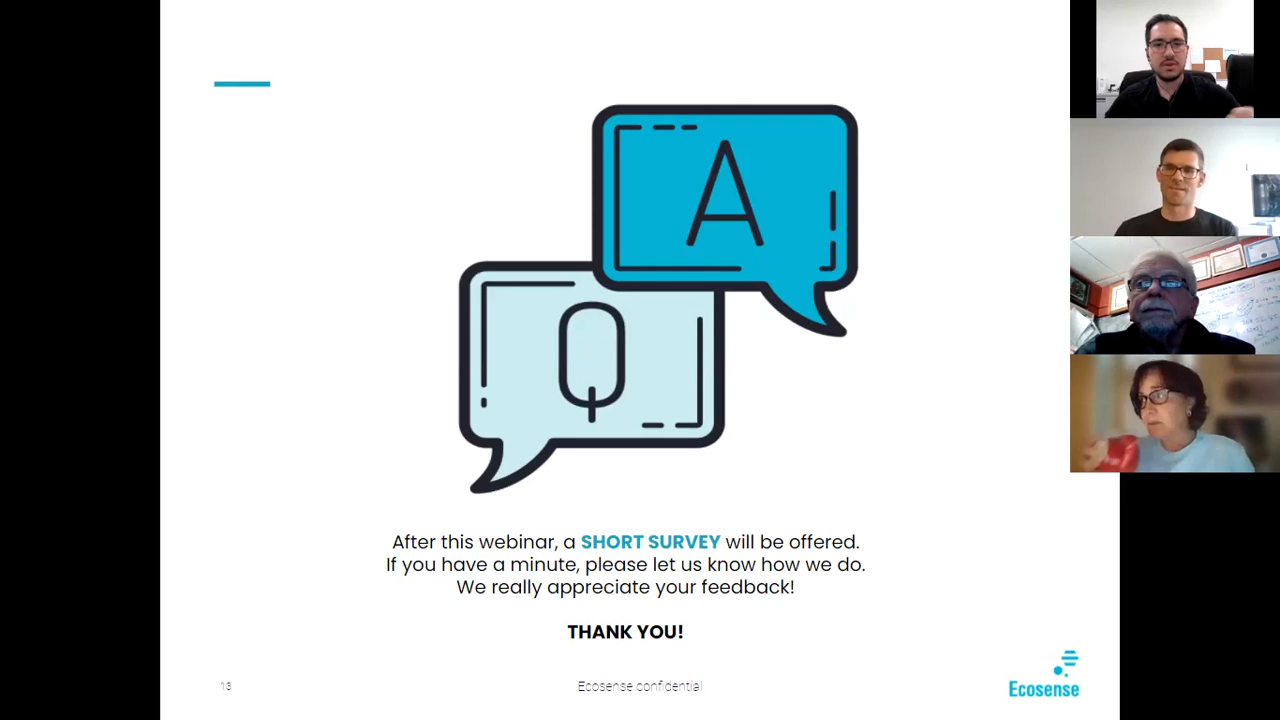 A
Q
After this webinar, a SHORT SURVEY will be offered.
If you have a minute, please let us know how we do.
We really appreciate your feedback!
THANK YOU!
13
Ecosense confidential
Ecosense